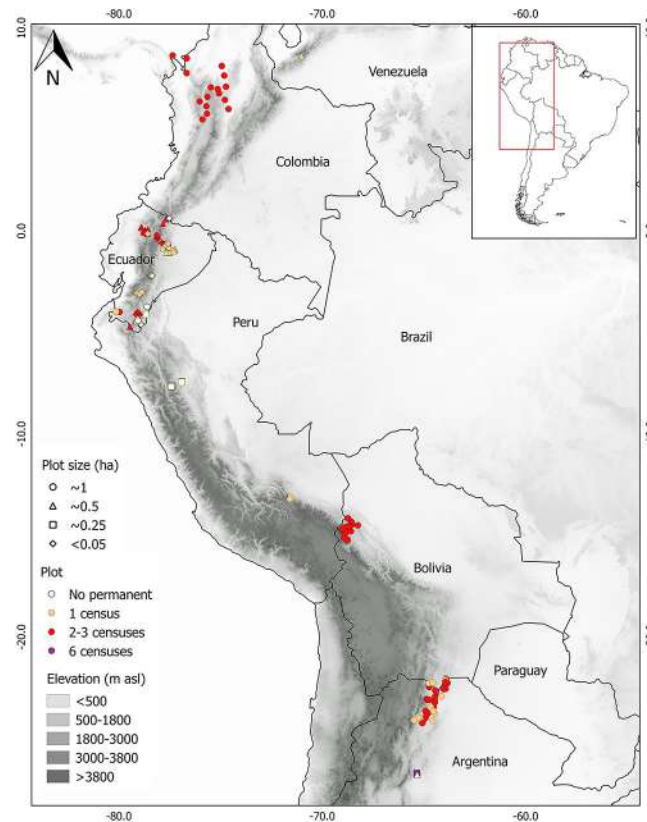 -80.0 -70.0 -60.0
10.0
N
Venezuela
Colombia
0.0
Ecuador
Peru
Brazil
-10.0
-10.0
Plot size (ha)
~1
~0.5
~0.25
<0.05
Plot
No permanent
1 census
2-3 censuses
6 censuses
Bolivia
-20.0
Paraguay
Elevation (m asl)
<500
500-1800
1800-3000
3000-3800
>3800
Argentina
-80.0 -70.0 -60.0